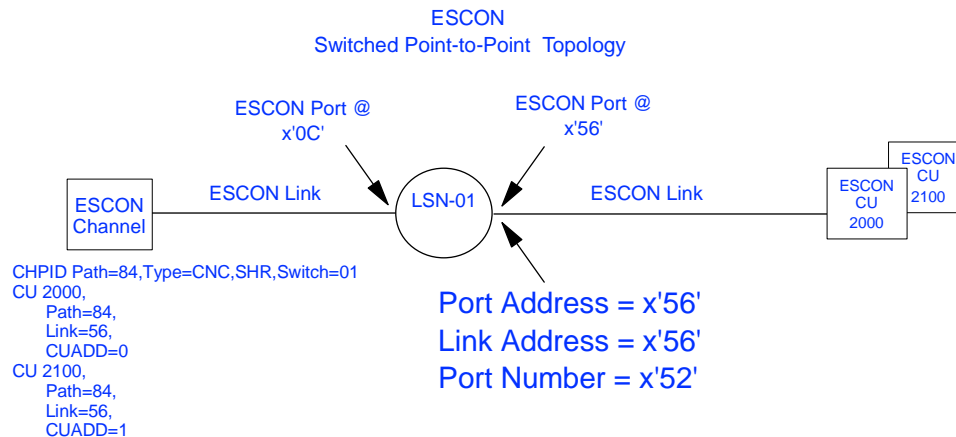 ESCON
Switched Point-to-Point Topology
ESCON Port @
x'0C'
ESCON Port @
x'56'
ESCON
Channel
ESCON Link
LSN-01
ESCON Link
ESCON
CU
2000
ESCON
CU
2100
CHPID Path=84,Type=CNC,SHR,Switch=01
CU 2000,
Path=84,
Link=56,
CUADD=0
CU 2100,
Path=84,
Link=56,
CUADD=1
Port Address = x'56'
Link Address = x'56'
Port Number = x'52'